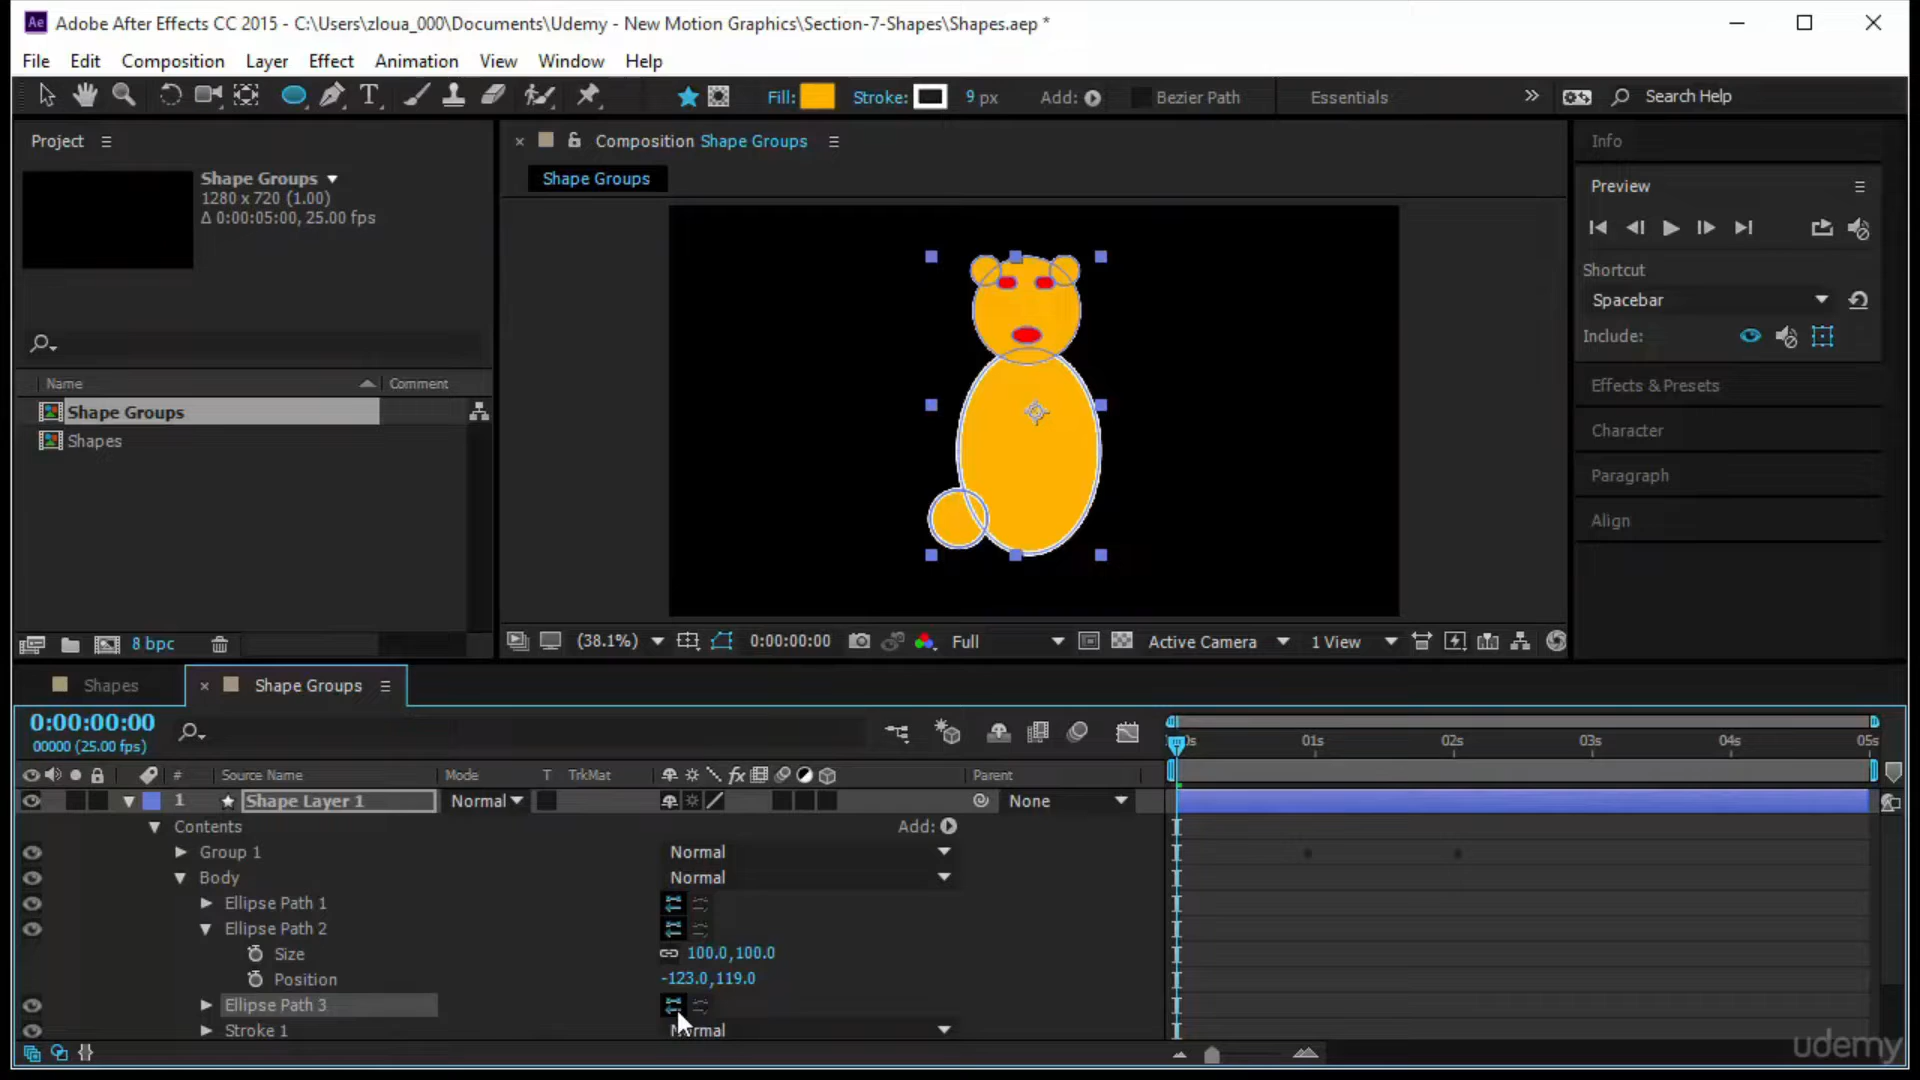 Adobe After Effects CC 2015 - C:\Users\zloua_000\Documents\Udemy - New Motion Graphics\Section-7-Shapes\Shapes.aep *
File Edit Composition Layer Effect Animation View Window Help
Fill: Stroke: 9 px Add: Bezier Path Essentials Search Help
Project
Shape Groups
1280 x 720 (1.00)
Δ 0:00:05:00, 25.00 fps
Name Comment
Shape Groups
Shapes
8 bpc
Composition Shape Groups
Shape Groups
(38.1%) 0:00:00:00 Full Active Camera 1 View
Info
Preview
Shortcut
Spacebar
Include:
Effects & Presets
Character
Paragraph
Align
Shapes Shape Groups
0:00:00:00
00000 (25.00 fps)
01s 02s 03s 04s 05s
# Source Name Mode T TrkMat Parent
1 Shape Layer 1 Normal None
Contents Add:
Group 1 Normal
Body Normal
Ellipse Path 1
Ellipse Path 2
Size 100.0,100.0
Position -123.0,119.0
Ellipse Path 3
Stroke 1 Normal
udemy